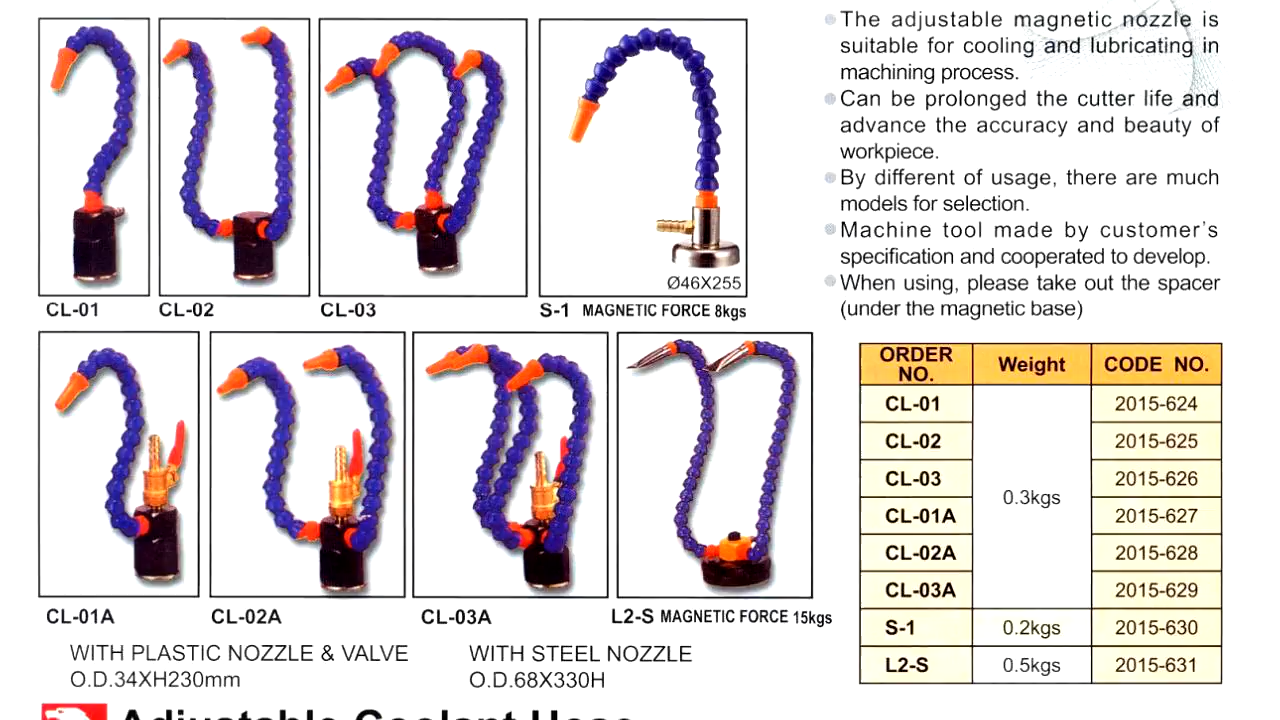 The adjustable magnetic nozzle is
suitable for cooling and lubricating in
machining process.
Can be prolonged the cutter life and
advance the accuracy and beauty of
workpiece.
By different of usage, there are much
models for selection.
Machine tool made by customer's
specification and cooperated to develop.
When using, please take out the spacer
(under the magnetic base)
Ø46X255
CL-01
CL-02
CL-03
S-1 MAGNETIC FORCE 8kgs
CL-01A
CL-02A
CL-03A
L2-S MAGNETIC FORCE 15kgs
WITH PLASTIC NOZZLE & VALVE
O.D.34XH230mm
WITH STEEL NOZZLE
O.D.68X330H
ORDER NO. Weight CODE NO.
CL-01 2015-624
CL-02 2015-625
CL-03 2015-626
0.3kgs
CL-01A 2015-627
CL-02A 2015-628
CL-03A 2015-629
S-1 0.2kgs 2015-630
L2-S 0.5kgs 2015-631
Adjustable Coolant Hose